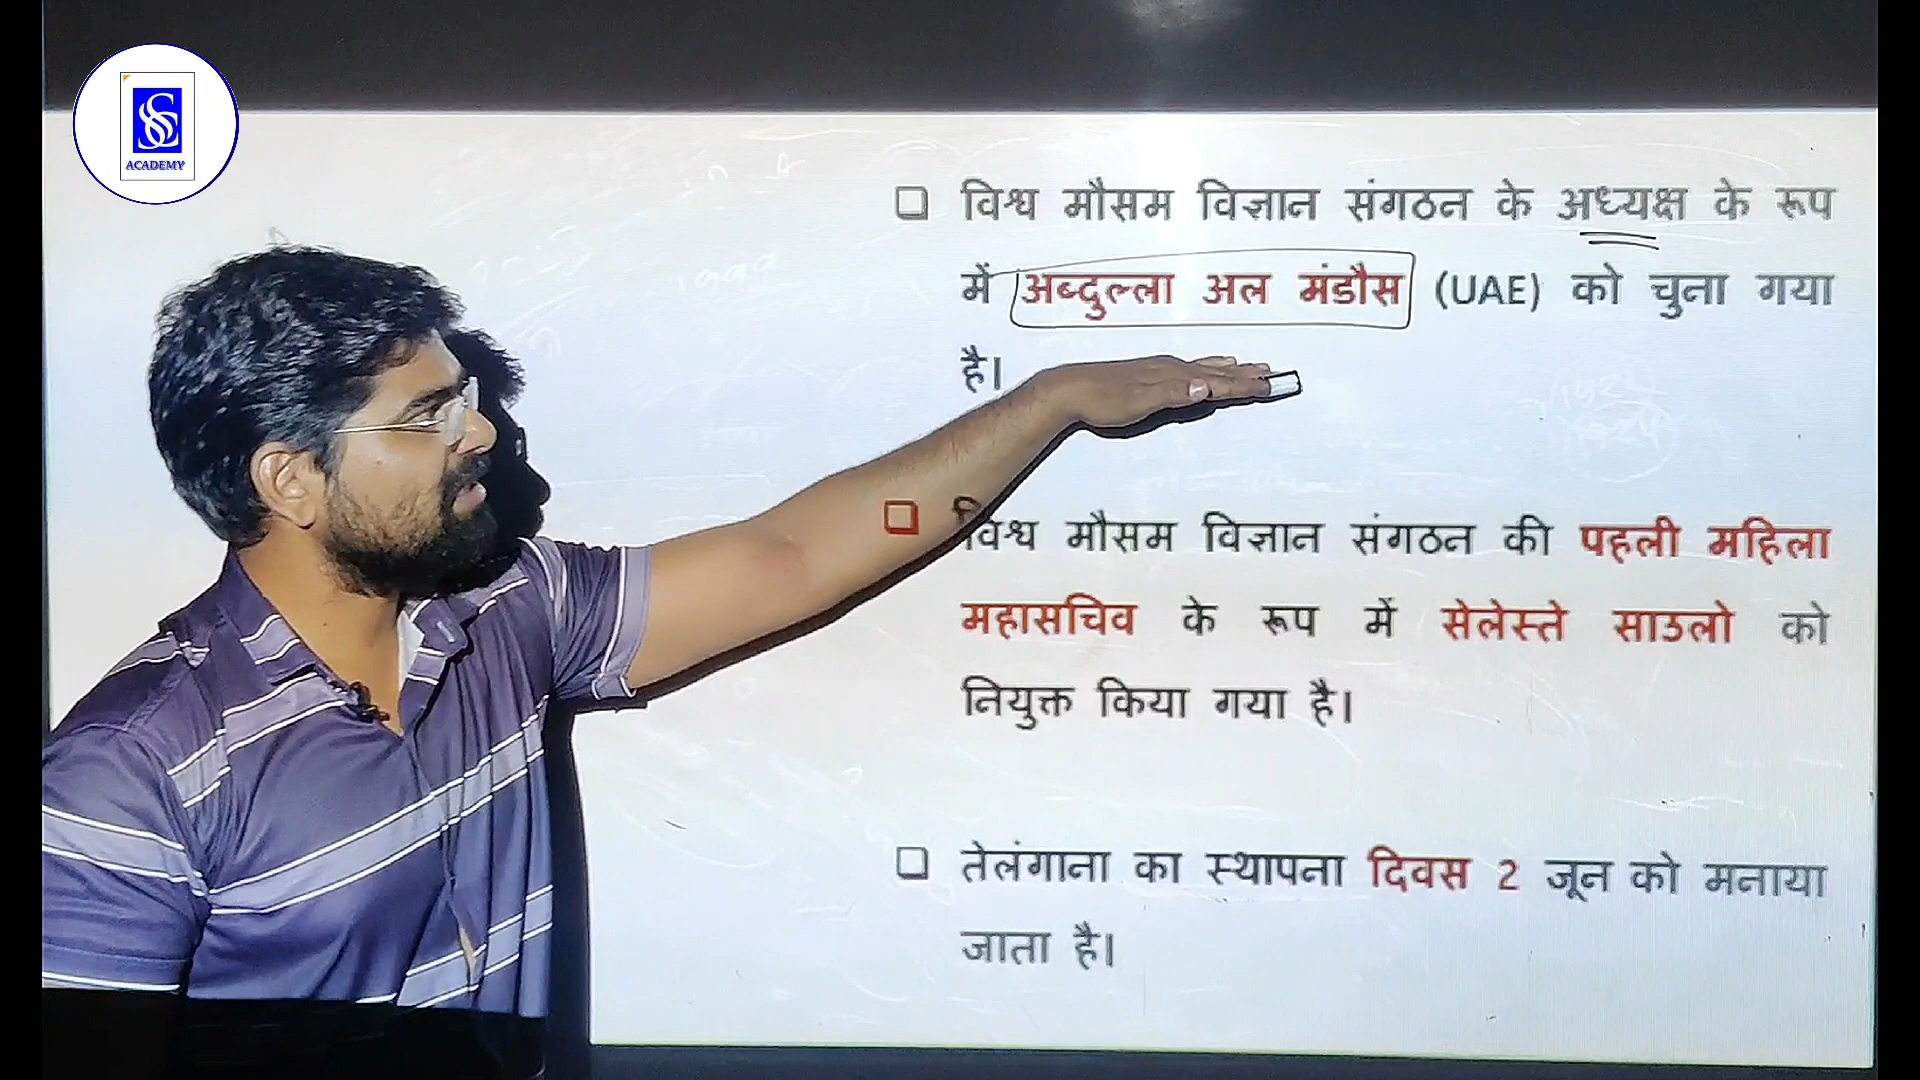 SSC
ACADEMY
विश्व मौसम विज्ञान संगठन के अध्यक्ष के रूप
में अब्दुल्ला अल मंडौस (UAE) को चुना गया
है।
विश्व मौसम विज्ञान संगठन की पहली महिला
महासचिव के रूप में सेलेस्ते साउलो को
नियुक्त किया गया है।
तेलंगाना का स्थापना दिवस 2 जून को मनाया
जाता है।